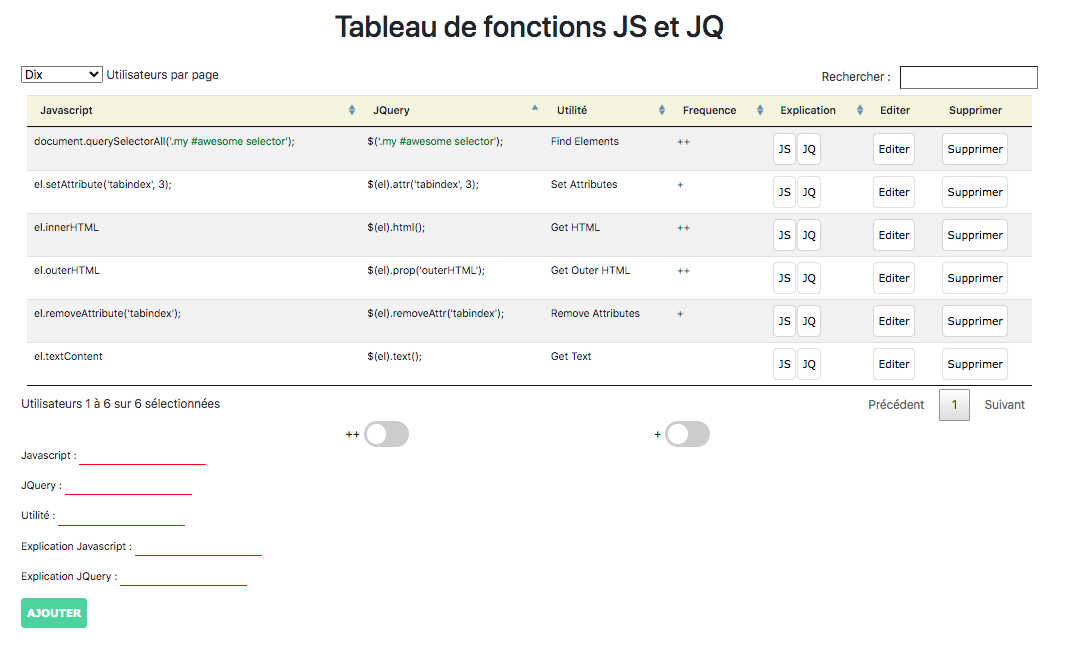 Tableau de fonctions JS et JQ
Dix Utilisateurs par page Rechercher :
Javascript JQuery Utilité Frequence Explication Editer Supprimer
document.querySelectorAll('.my #awesome selector'); $('.my #awesome selector'); Find Elements ++ JS JQ Editer Supprimer
el.setAttribute('tabindex', 3); $(el).attr('tabindex', 3); Set Attributes + JS JQ Editer Supprimer
el.innerHTML $(el).html(); Get HTML ++ JS JQ Editer Supprimer
el.outerHTML $(el).prop('outerHTML'); Get Outer HTML ++ JS JQ Editer Supprimer
el.removeAttribute('tabindex'); $(el).removeAttr('tabindex'); Remove Attributes + JS JQ Editer Supprimer
el.textContent $(el).text(); Get Text JS JQ Editer Supprimer
Utilisateurs 1 à 6 sur 6 sélectionnées Précédent 1 Suivant
++ +
Javascript :
JQuery :
Utilité :
Explication Javascript :
Explication JQuery :
AJOUTER